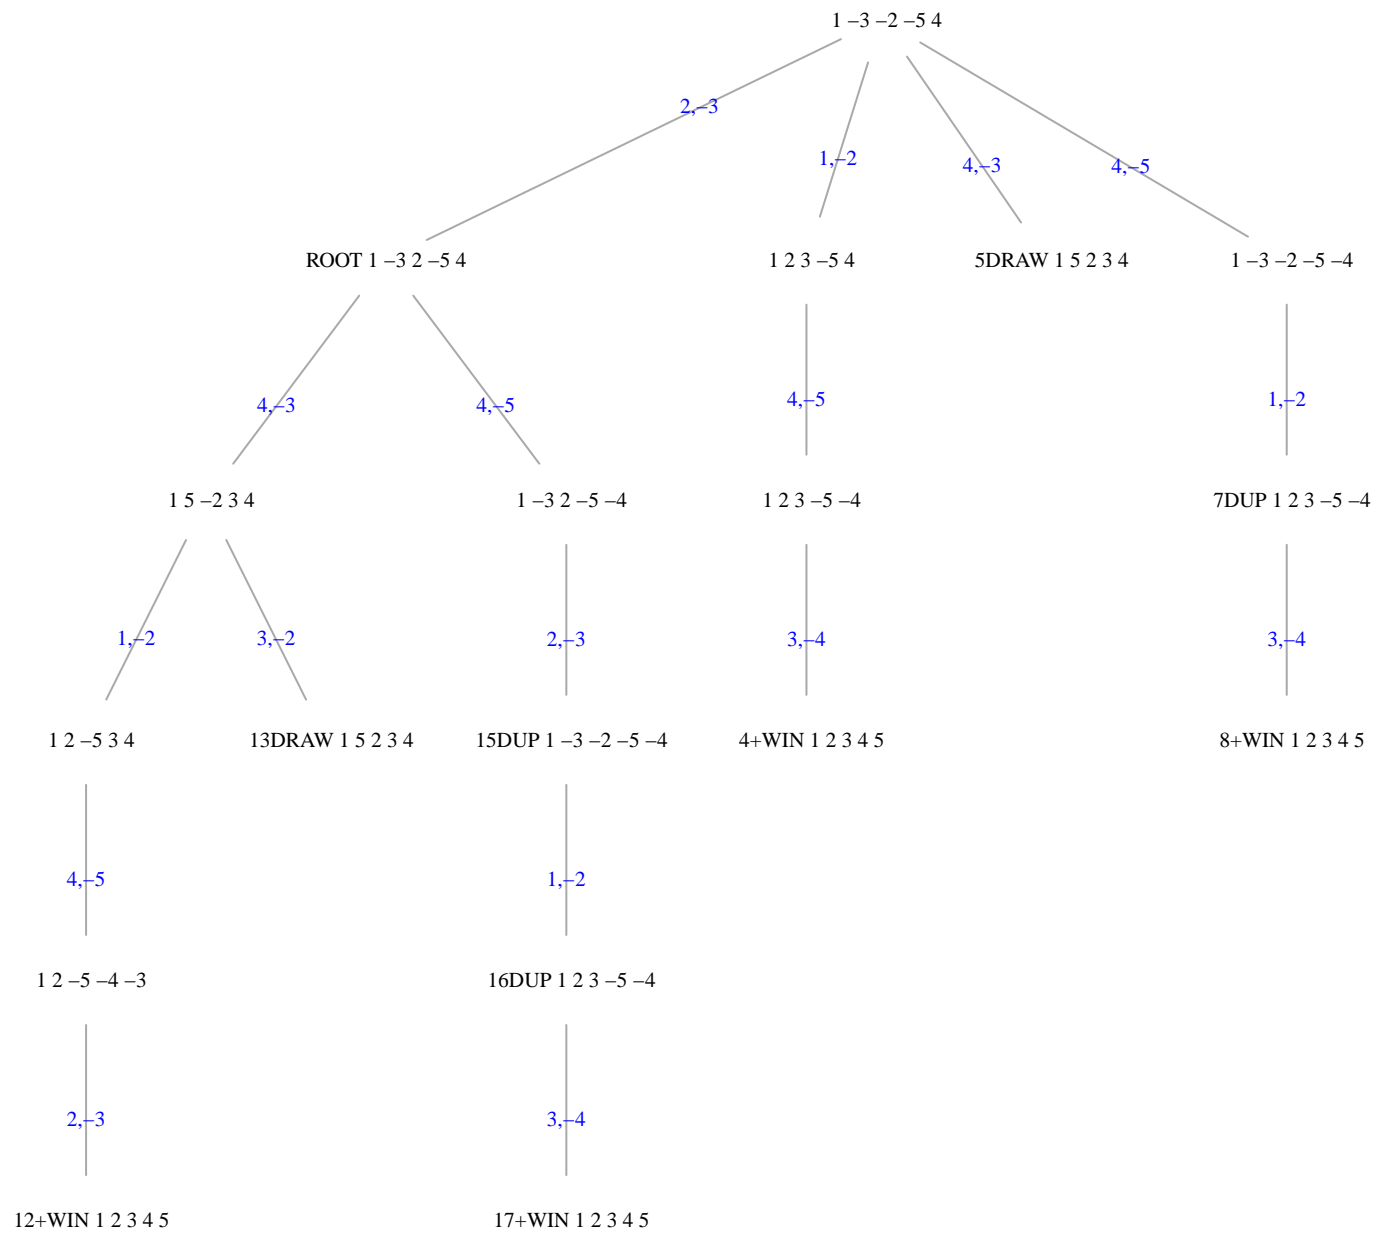 1 –3 –2 –5 4
2,–3
1,–2
4,–3
4,–5
ROOT 1 –3 2 –5 4
1 2 3 –5 4
5DRAW 1 5 2 3 4
1 –3 –2 –5 –4
4,–3
4,–5
4,–5
1,–2
1 5 –2 3 4
1 –3 2 –5 –4
1 2 3 –5 –4
7DUP 1 2 3 –5 –4
1,–2
3,–2
2,–3
3,–4
3,–4
1 2 –5 3 4
13DRAW 1 5 2 3 4
15DUP 1 –3 –2 –5 –4
4+WIN 1 2 3 4 5
8+WIN 1 2 3 4 5
4,–5
1,–2
1 2 –5 –4 –3
16DUP 1 2 3 –5 –4
2,–3
3,–4
12+WIN 1 2 3 4 5
17+WIN 1 2 3 4 5